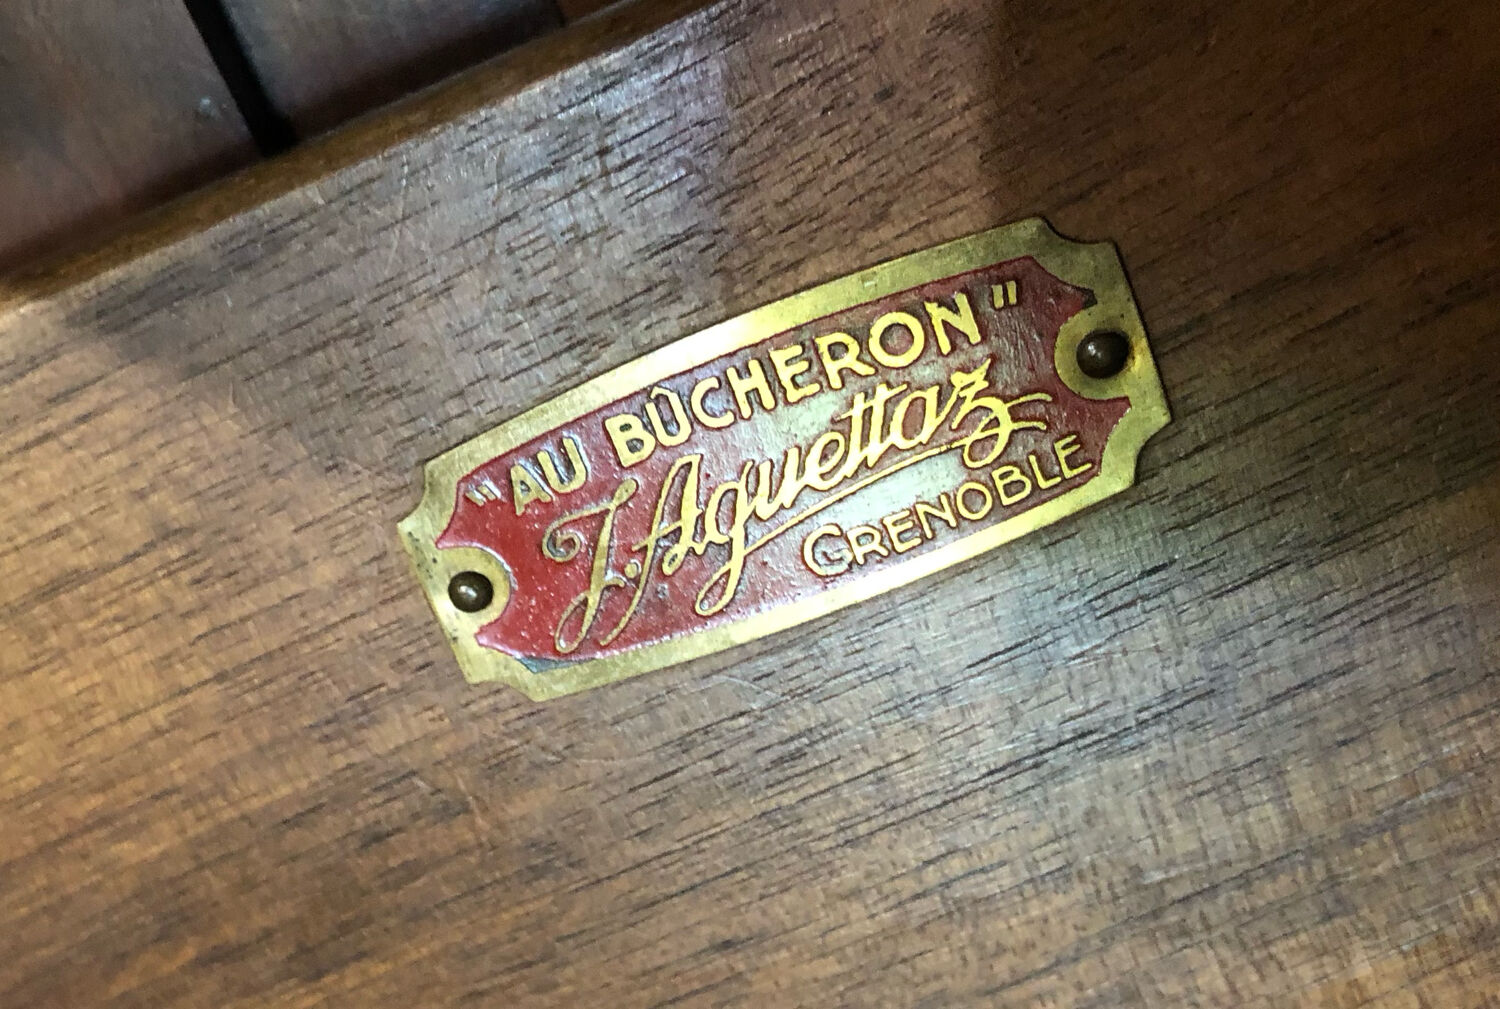 "AU BÛCHERON"
J. Aguettaz
GRENOBLE